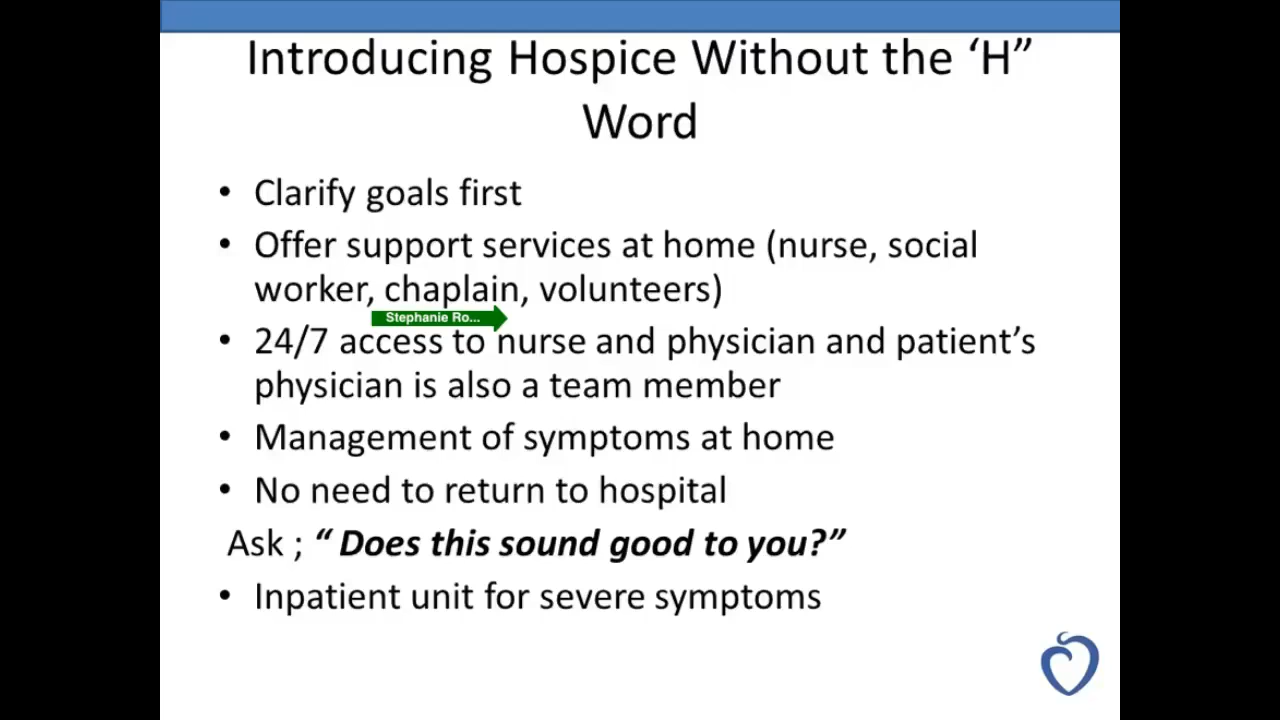 Introducing Hospice Without the ‘H”
Word
• Clarify goals first
• Offer support services at home (nurse, social
worker, chaplain, volunteers)
Stephanie Ro...
• 24/7 access to nurse and physician and patient’s
physician is also a team member
• Management of symptoms at home
• No need to return to hospital
Ask ; “ Does this sound good to you?”
• Inpatient unit for severe symptoms